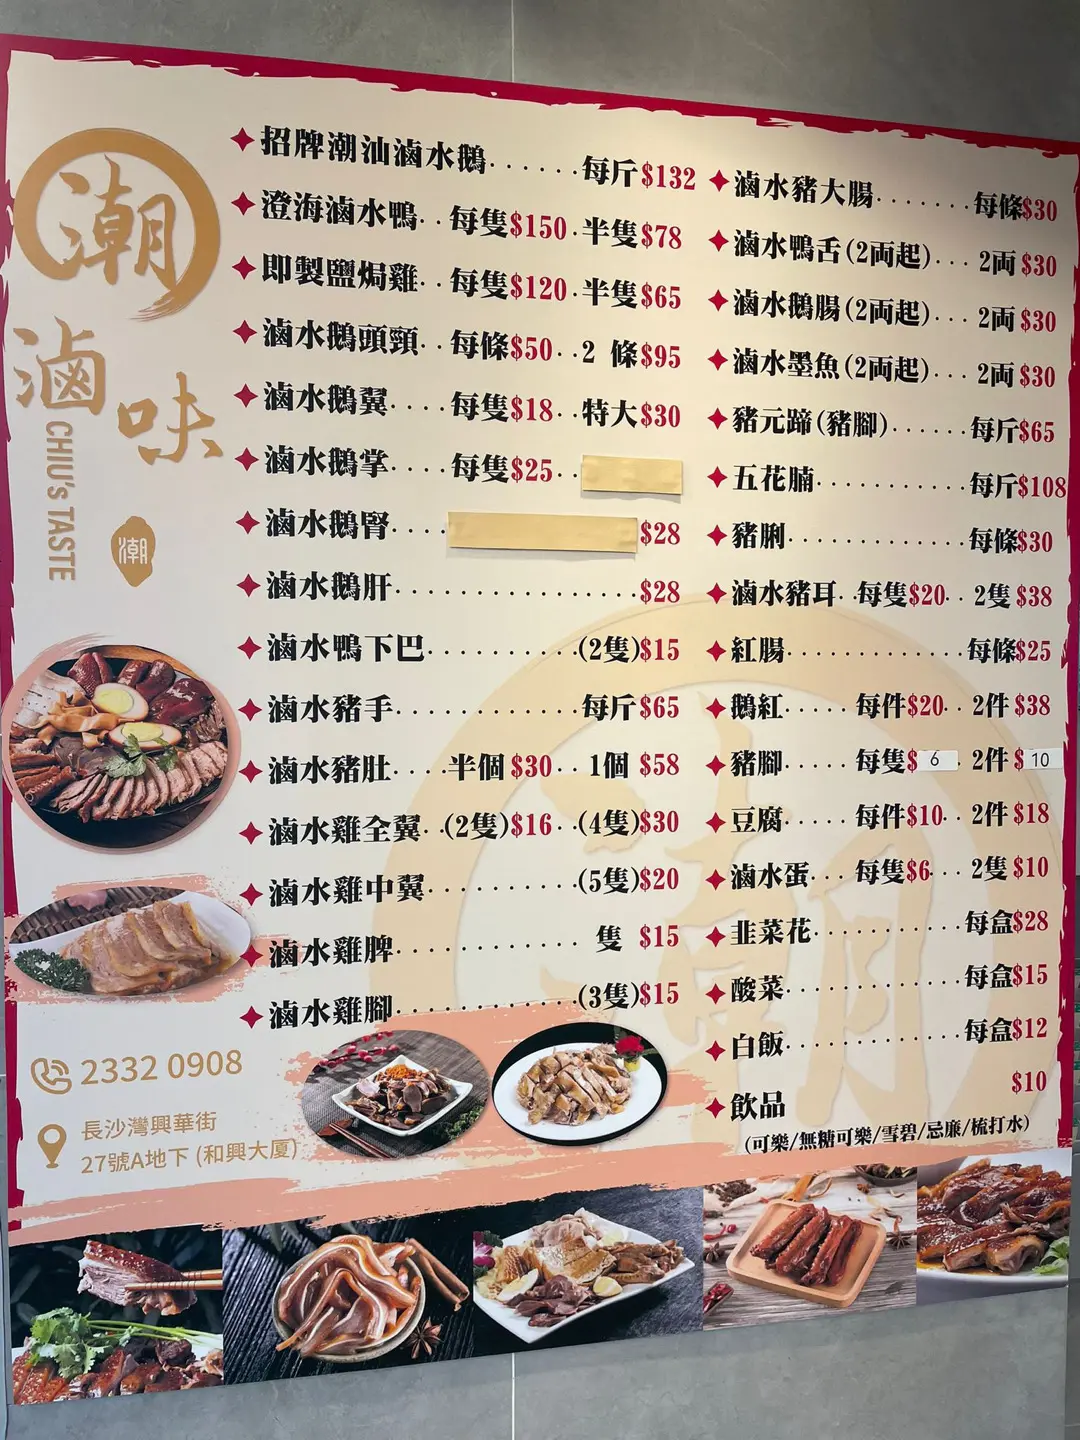 潮
滷味
CHIU's TASTE
潮
招牌潮汕滷水鵝......每斤$132
澄海滷水鴨..每隻$150.半隻$78
即製鹽焗雞..每隻$120.半隻$65
滷水鵝頭頸..每條$50..2 條$95
滷水鵝翼....每隻$18..特大$30
滷水鵝掌....每隻$25..
滷水鵝腎....$28
滷水鵝肝................$28
滷水鴨下巴..........(2隻)$15
滷水豬手............每斤$65
滷水豬肚....半個$30..1個 $58
滷水雞全翼..(2隻)$16..(4隻)$30
滷水雞中翼..........(5隻)$20
滷水雞脾............隻 $15
滷水雞腳............(3隻)$15
滷水豬大腸.......每條$30
滷水鴨舌(2両起)...2両 $30
滷水鵝腸(2両起)...2両 $30
滷水墨魚(2両起)...2両 $30
豬元蹄(豬腳)......每斤$65
五花腩............每斤$108
豬脷.............每條$30
滷水豬耳..每隻$20..2隻 $38
紅腸.............每條$25
鵝紅.....每件$20..2件 $38
豬腳.....每隻$ 6 .2件 $ 10
豆腐.....每件$10..2件 $18
滷水蛋...每隻$6...2隻 $10
韭菜花...........每盒$28
酸菜.............每盒$15
白飯.............每盒$12
飲品 $10
(可樂/無糖可樂/雪碧/忌廉/梳打水)
2332 0908
長沙灣興華街
27號A地下 (和興大廈)
潮